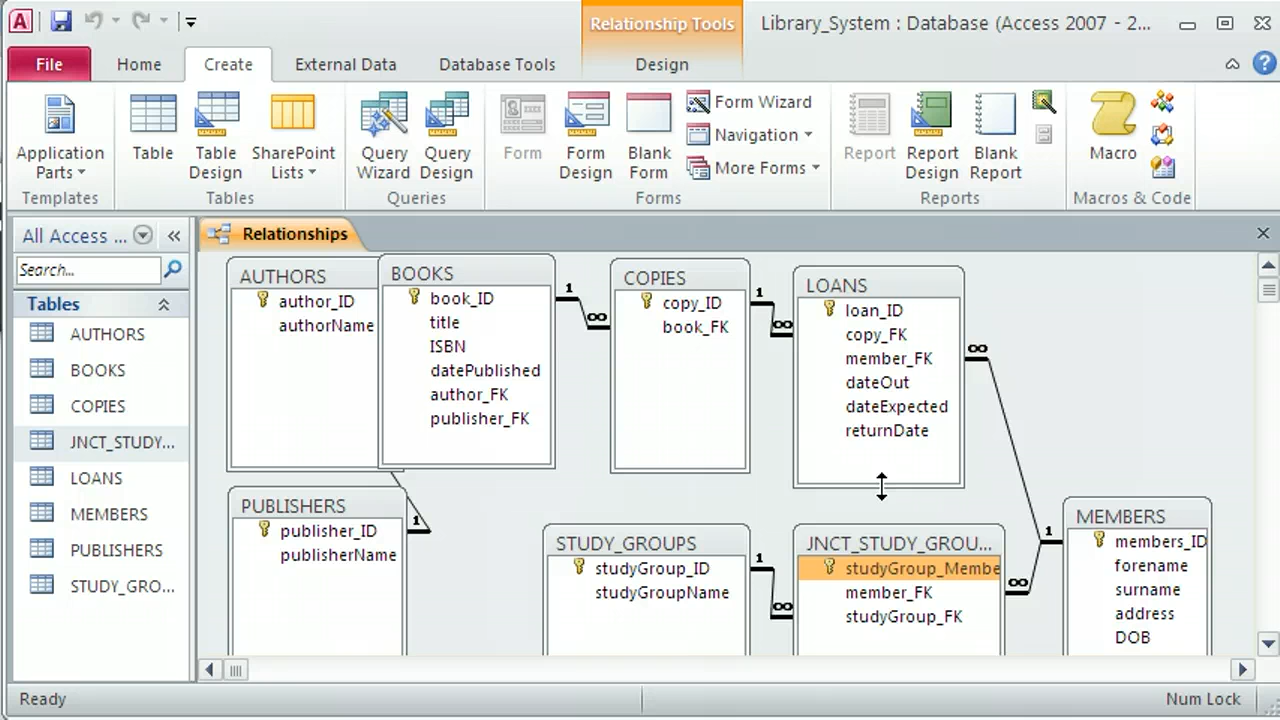 Relationship Tools
Library_System : Database (Access 2007 - 2...
File
Home
Create
External Data
Database Tools
Design
Application Parts
Table
Table Design
SharePoint Lists
Query Wizard
Query Design
Form
Form Design
Blank Form
Form Wizard
Navigation
More Forms
Report
Report Design
Blank Report
Macro
Templates
Tables
Queries
Forms
Reports
Macros & Code
All Access ...
Search...
Tables
AUTHORS
BOOKS
COPIES
JNCT_STUDY...
LOANS
MEMBERS
PUBLISHERS
STUDY_GRO...
Relationships
AUTHORS
author_ID
authorName
BOOKS
book_ID
title
ISBN
datePublished
author_FK
publisher_FK
1
∞
COPIES
copy_ID
book_FK
1
∞
LOANS
loan_ID
copy_FK
member_FK
dateOut
dateExpected
returnDate
∞
PUBLISHERS
publisher_ID
publisherName
1
STUDY_GROUPS
studyGroup_ID
studyGroupName
1
∞
JNCT_STUDY_GROU...
studyGroup_Membe
member_FK
studyGroup_FK
∞
1
MEMBERS
members_ID
forename
surname
address
DOB
Ready
Num Lock